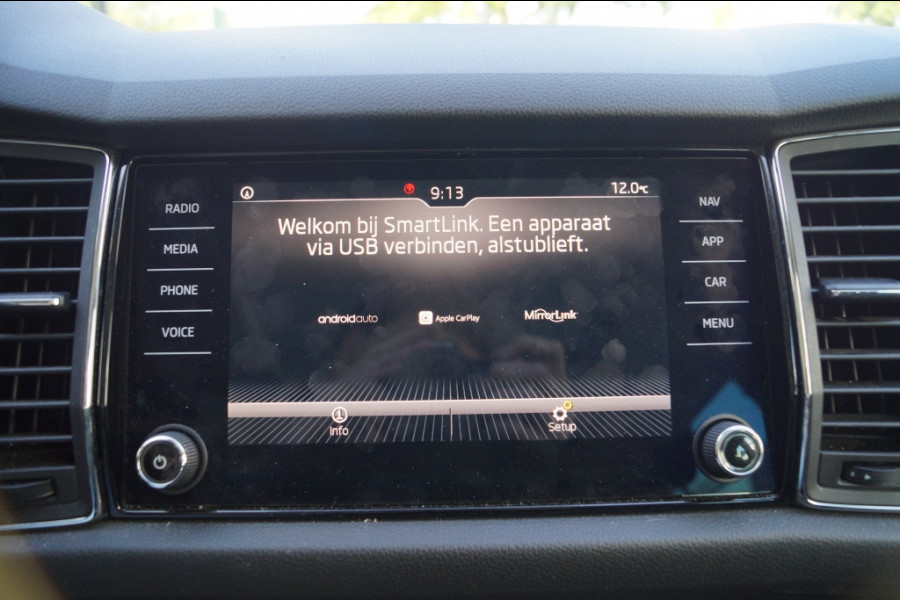 RADIO
MEDIA
PHONE
VOICE
9:13
12.0°C
Welkom bij SmartLink. Een apparaat
via USB verbinden, alstublieft.
androidauto
Apple CarPlay
MirrorLink
Info
Setup
NAV
APP
CAR
MENU